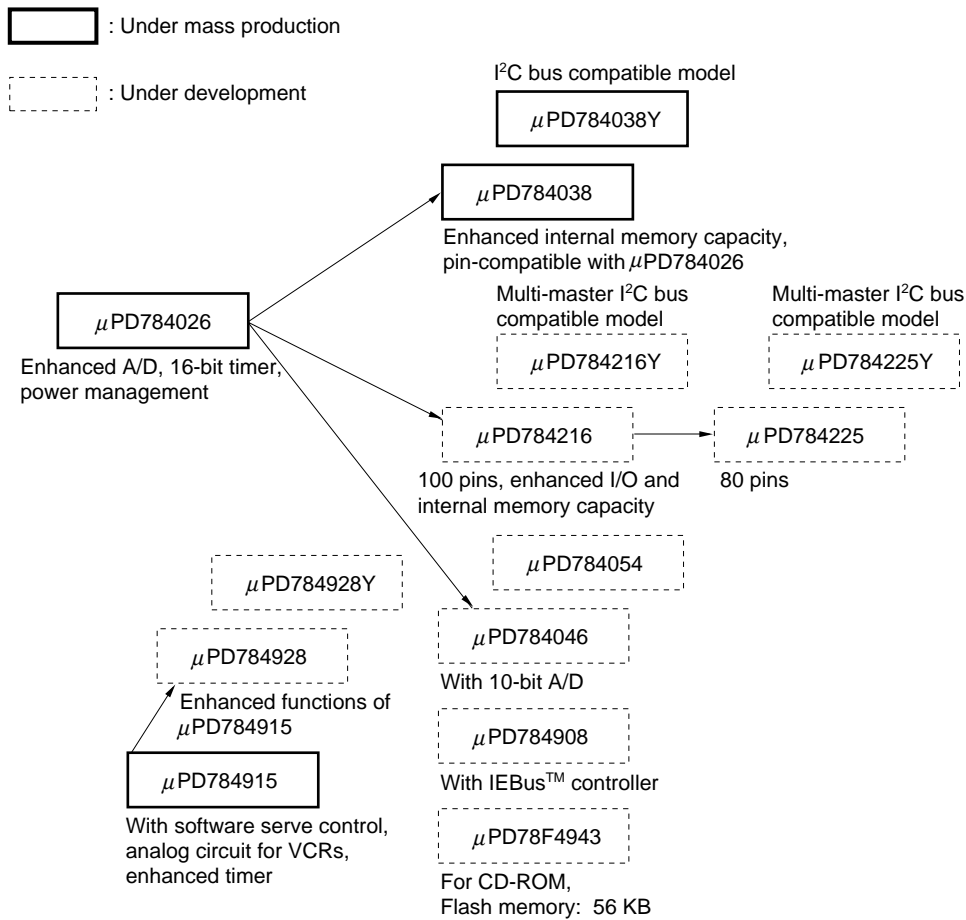 : Under mass production
: Under development
I²C bus compatible model
μPD784038Y
μPD784038
Enhanced internal memory capacity,
pin-compatible with μPD784026
μPD784026
Enhanced A/D, 16-bit timer,
power management
Multi-master I²C bus
compatible model
μPD784216Y
Multi-master I²C bus
compatible model
μPD784225Y
μPD784216
100 pins, enhanced I/O and
internal memory capacity
μPD784225
80 pins
μPD784054
μPD784046
With 10-bit A/D
μPD784928Y
μPD784928
Enhanced functions of
μPD784915
μPD784915
With software serve control,
analog circuit for VCRs,
enhanced timer
μPD784908
With IEBus™ controller
μPD78F4943
For CD-ROM,
Flash memory: 56 KB